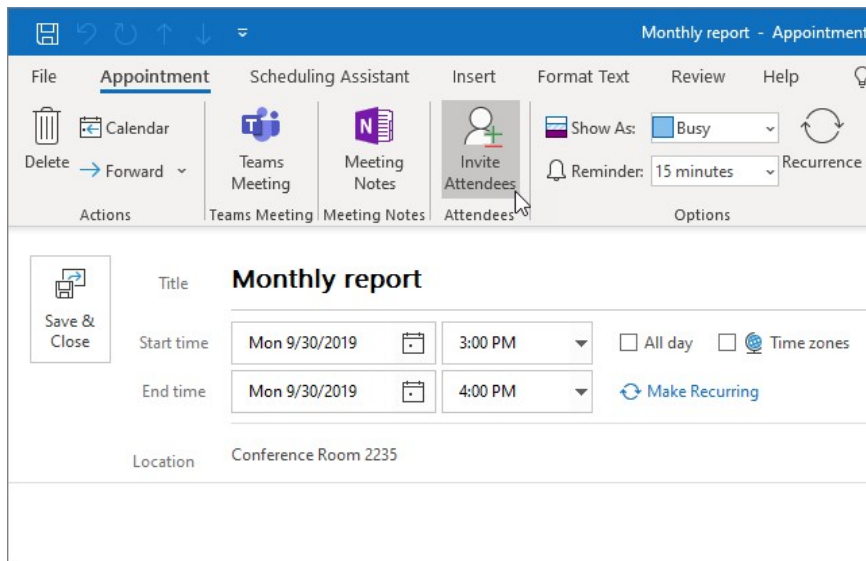 Monthly report - Appointment
File Appointment Scheduling Assistant Insert Format Text Review Help
Delete
Calendar
Forward
Actions
Teams
Meeting
Teams Meeting
N
Meeting
Notes
Meeting Notes
Invite
Attendees
Attendees
Show As: Busy
Reminder: 15 minutes
Recurrence
Options
Save &
Close
Title Monthly report
Start time Mon 9/30/2019 3:00 PM All day Time zones
End time Mon 9/30/2019 4:00 PM Make Recurring
Location Conference Room 2235